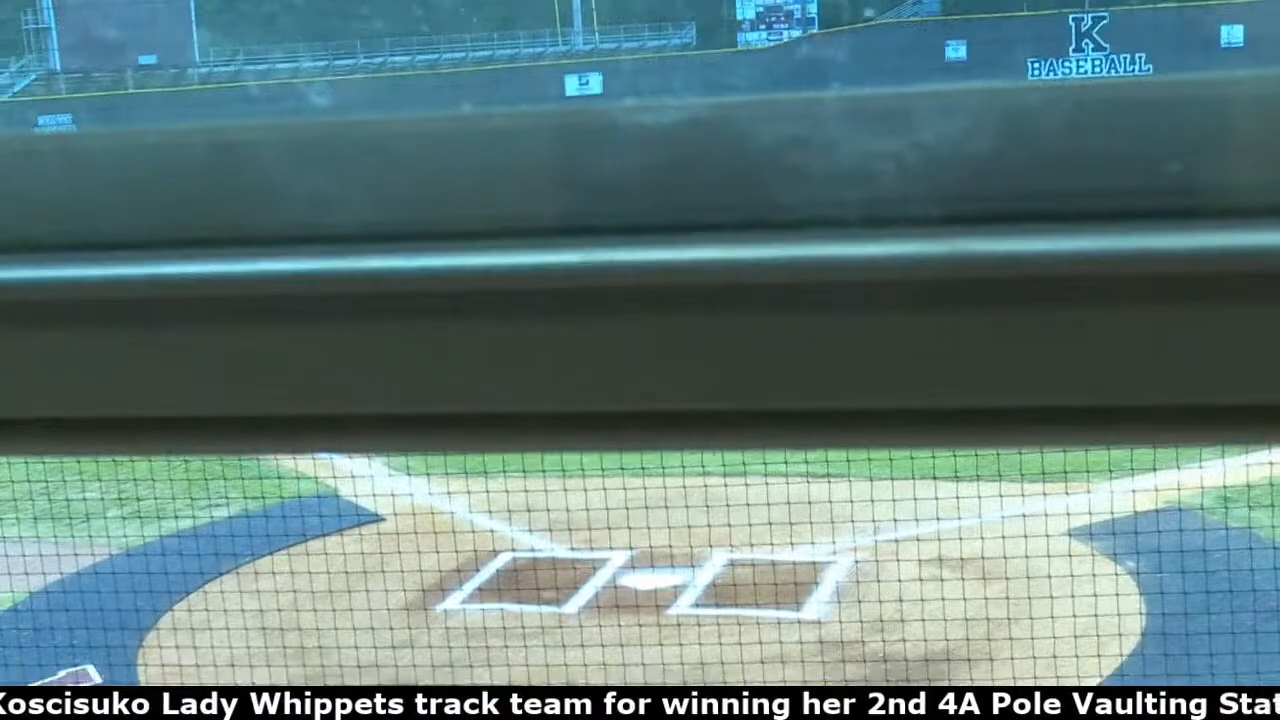 K
BASEBALL
Koscisuko Lady Whippets track team for winning her 2nd 4A Pole Vaulting Stat